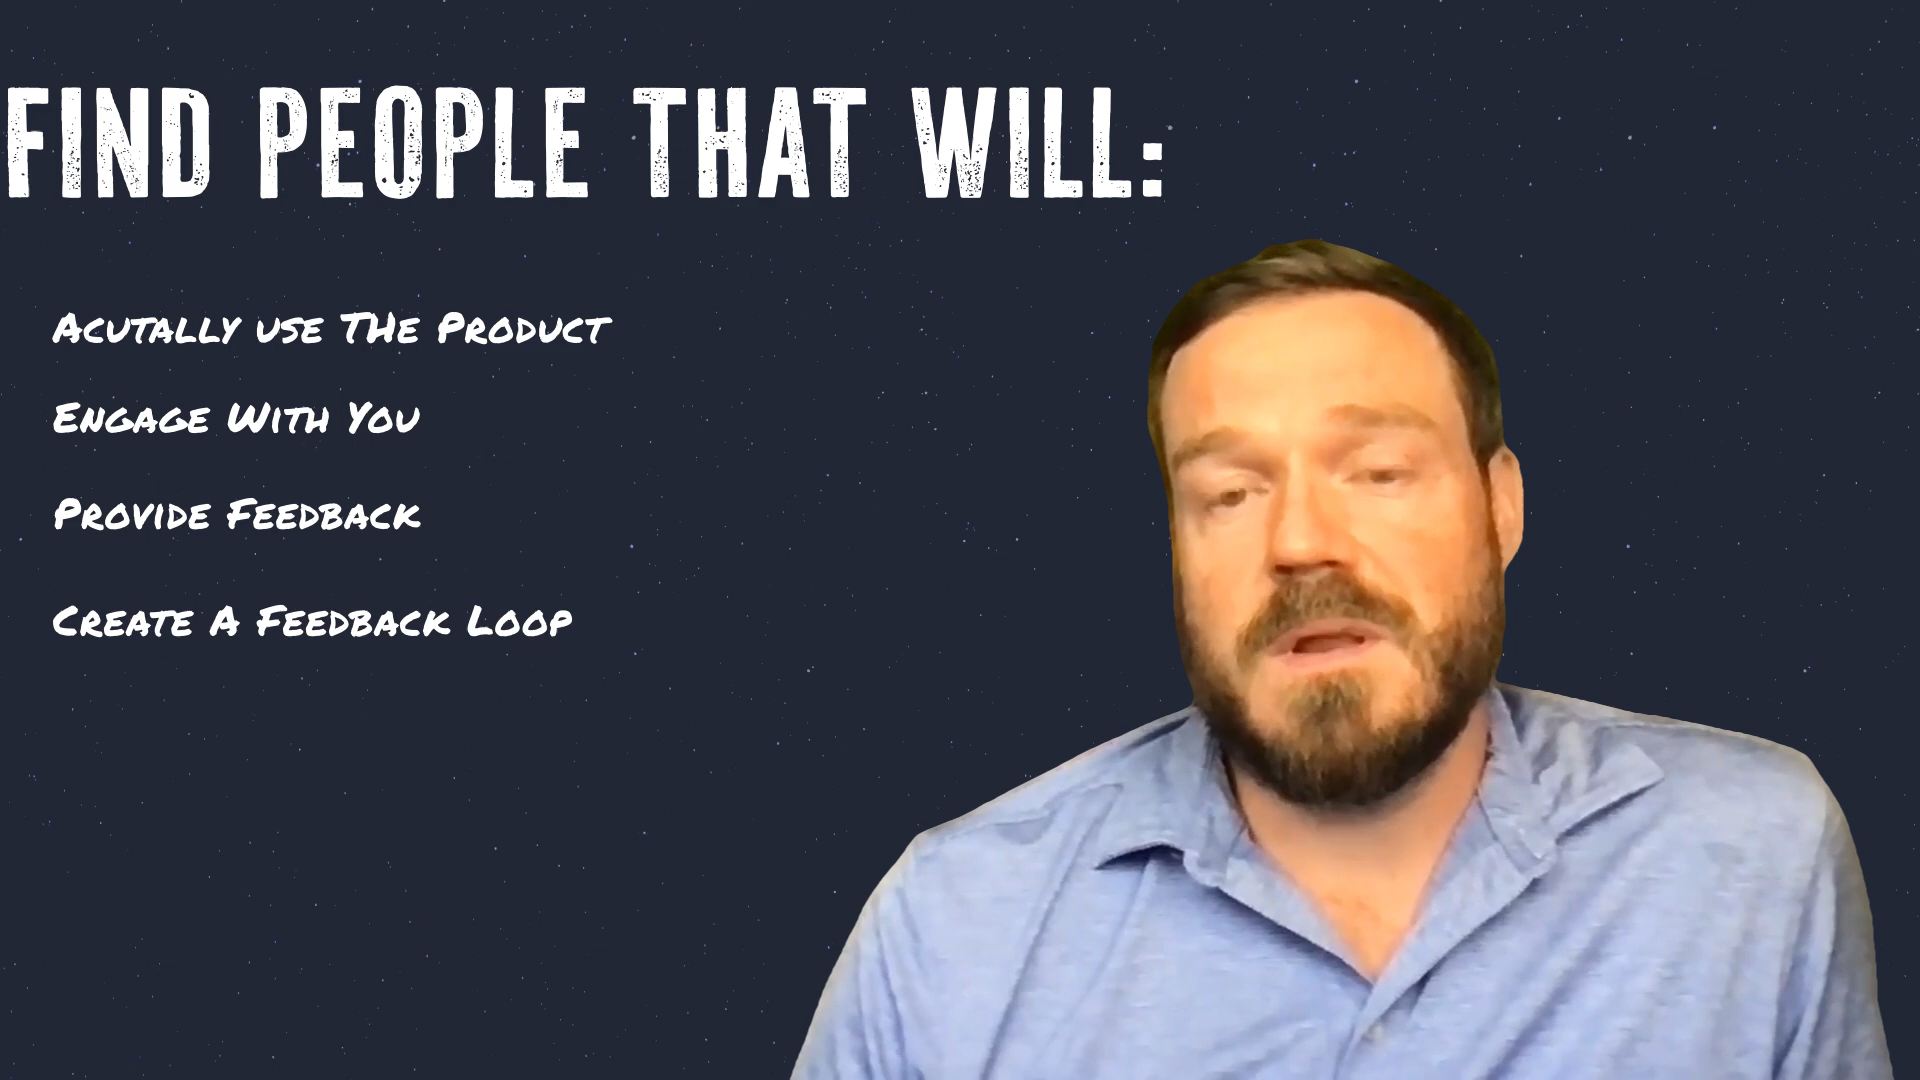 FIND PEOPLE THAT WILL:
Acutally use THe Product
Engage With You
Provide Feedback
Create A Feedback Loop